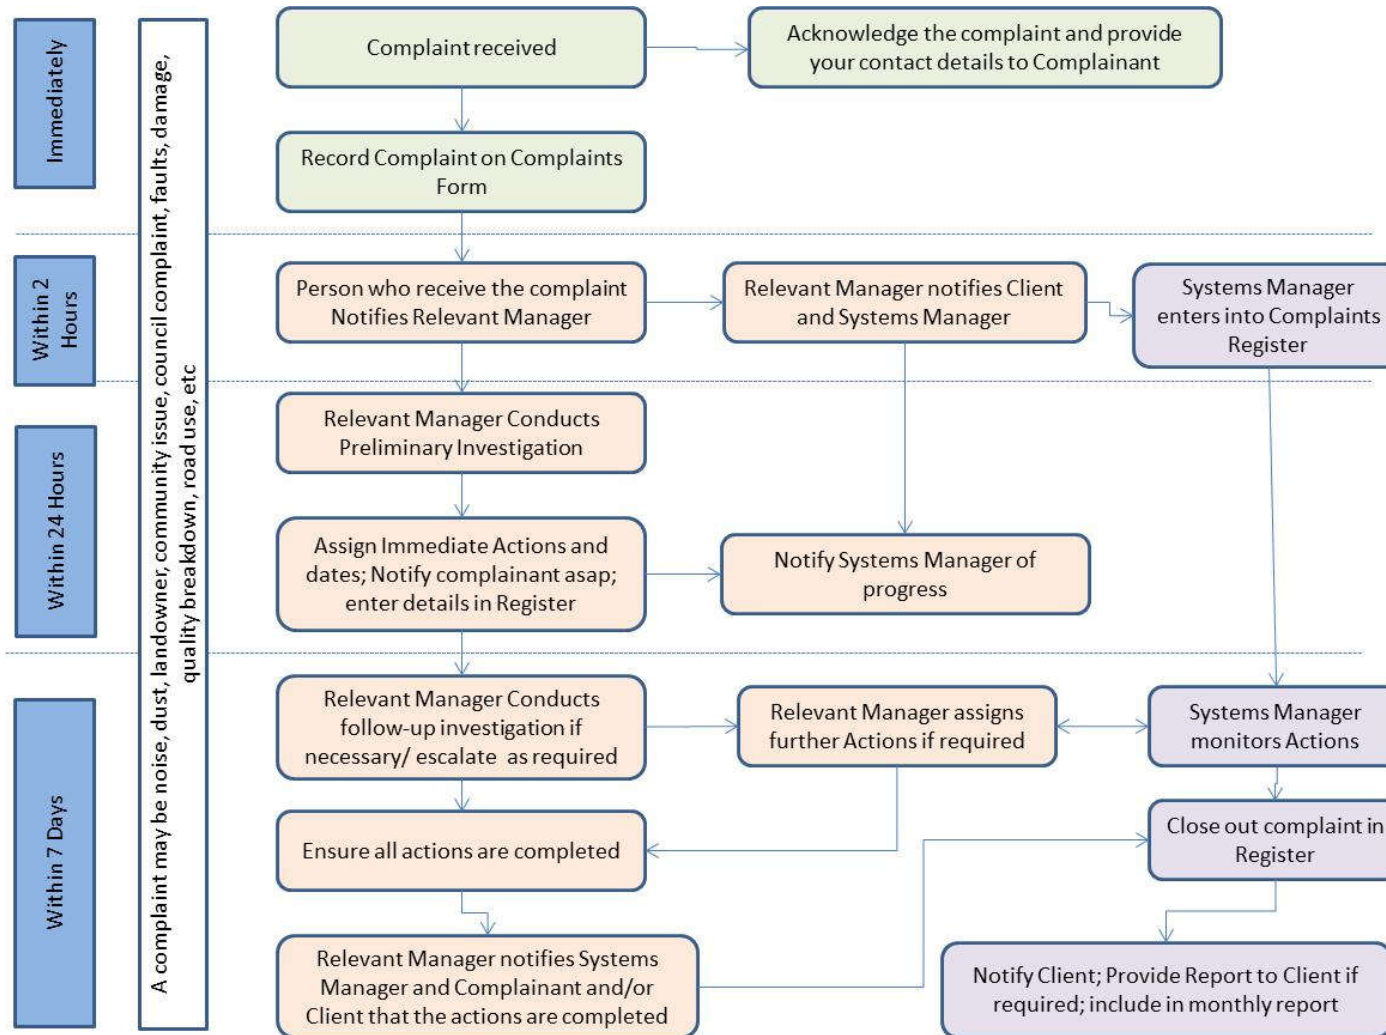 Immediately
A complaint may be noise, dust, landowner, community issue, council complaint, faults, damage,
quality breakdown, road use, etc
Complaint received
Acknowledge the complaint and provide
your contact details to Complainant
Record Complaint on Complaints
Form
Within 2
Hours
Person who receive the complaint
Notifies Relevant Manager
Relevant Manager notifies Client
and Systems Manager
Systems Manager
enters into Complaints
Register
Within 24 Hours
Relevant Manager Conducts
Preliminary Investigation
Assign Immediate Actions and
dates; Notify complainant asap;
enter details in Register
Notify Systems Manager of
progress
Within 7 Days
Relevant Manager Conducts
follow-up investigation if
necessary/ escalate as required
Relevant Manager assigns
further Actions if required
Systems Manager
monitors Actions
Ensure all actions are completed
Close out complaint in
Register
Relevant Manager notifies Systems
Manager and Complainant and/or
Client that the actions are completed
Notify Client; Provide Report to Client if
required; include in monthly report